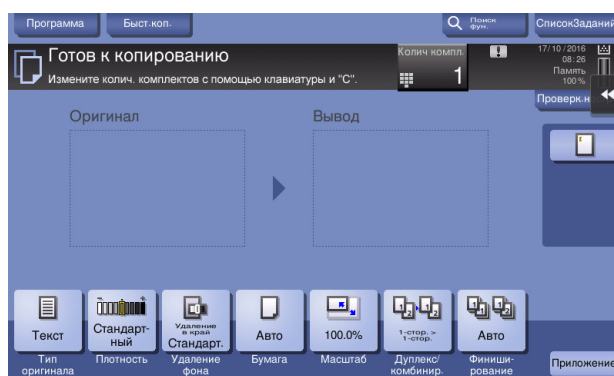 Программа
Быст.коп.
Поиск
фун.
СписокЗаданий
Готов к копированию
Измените колич. комплектов с помощью клавиатуры и "C".
Колич компл.
1
17/10/2016
08:26
Память
100%
Проверк.н
Оригинал
Вывод
Текст
Стандарт-
ный
Удаление
в край
Стандарт.
Авто
100.0%
1-стор. >
1-стор.
Авто
Тип
оригинала
Плотность
Удаление
фона
Бумага
Масштаб
Дуплекс/
комбинир.
Финиши-
рование
Приложение